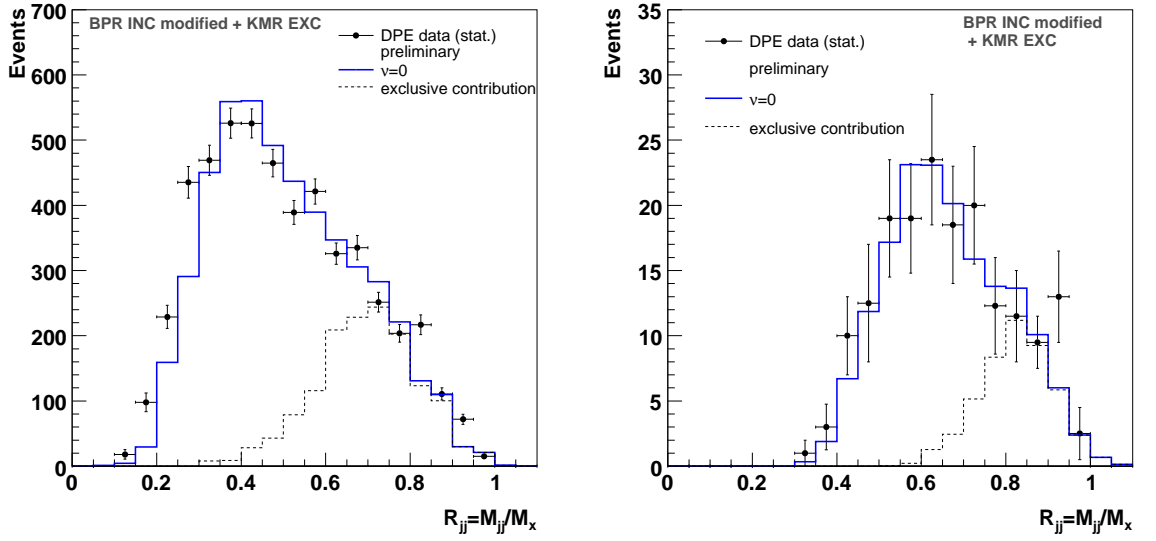 BPR INC modified + KMR EXC
DPE data (stat.)
preliminary
ν=0
exclusive contribution
Events
700
600
500
400
300
200
100
0
0 0.2 0.4 0.6 0.8 1
R_jj=M_jj/M_x
BPR INC modified
+ KMR EXC
DPE data (stat.)
preliminary
ν=0
exclusive contribution
Events
35
30
25
20
15
10
5
0
0 0.2 0.4 0.6 0.8 1
R_jj=M_jj/M_x